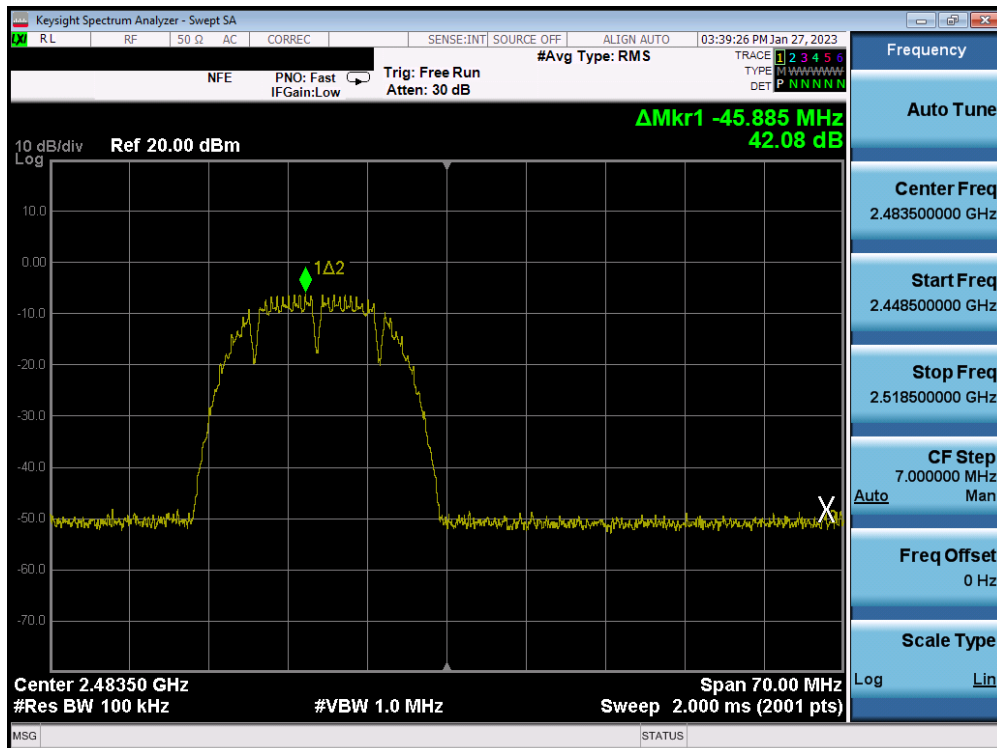 Keysight Spectrum Analyzer - Swept SA
LXI RL RF 50 Ω AC CORREC SENSE:INT SOURCE OFF ALIGN AUTO 03:39:26 PM Jan 27, 2023
#Avg Type: RMS
TRACE 1 2 3 4 5 6
TYPE M WWWWW
DET P N N N N N
NFE
PNO: Fast
IFGain:Low
Trig: Free Run
Atten: 30 dB
ΔMkr1 -45.885 MHz
42.08 dB
10 dB/div
Log
Ref 20.00 dBm
10.0
0.00
-10.0
-20.0
-30.0
-40.0
-50.0
-60.0
-70.0
1Δ2
X
Center 2.48350 GHz
Span 70.00 MHz
#Res BW 100 kHz
#VBW 1.0 MHz
Sweep 2.000 ms (2001 pts)
MSG
STATUS
Frequency
Auto Tune
Center Freq
2.483500000 GHz
Start Freq
2.448500000 GHz
Stop Freq
2.518500000 GHz
CF Step
7.000000 MHz
Auto Man
Freq Offset
0 Hz
Scale Type
Log Lin